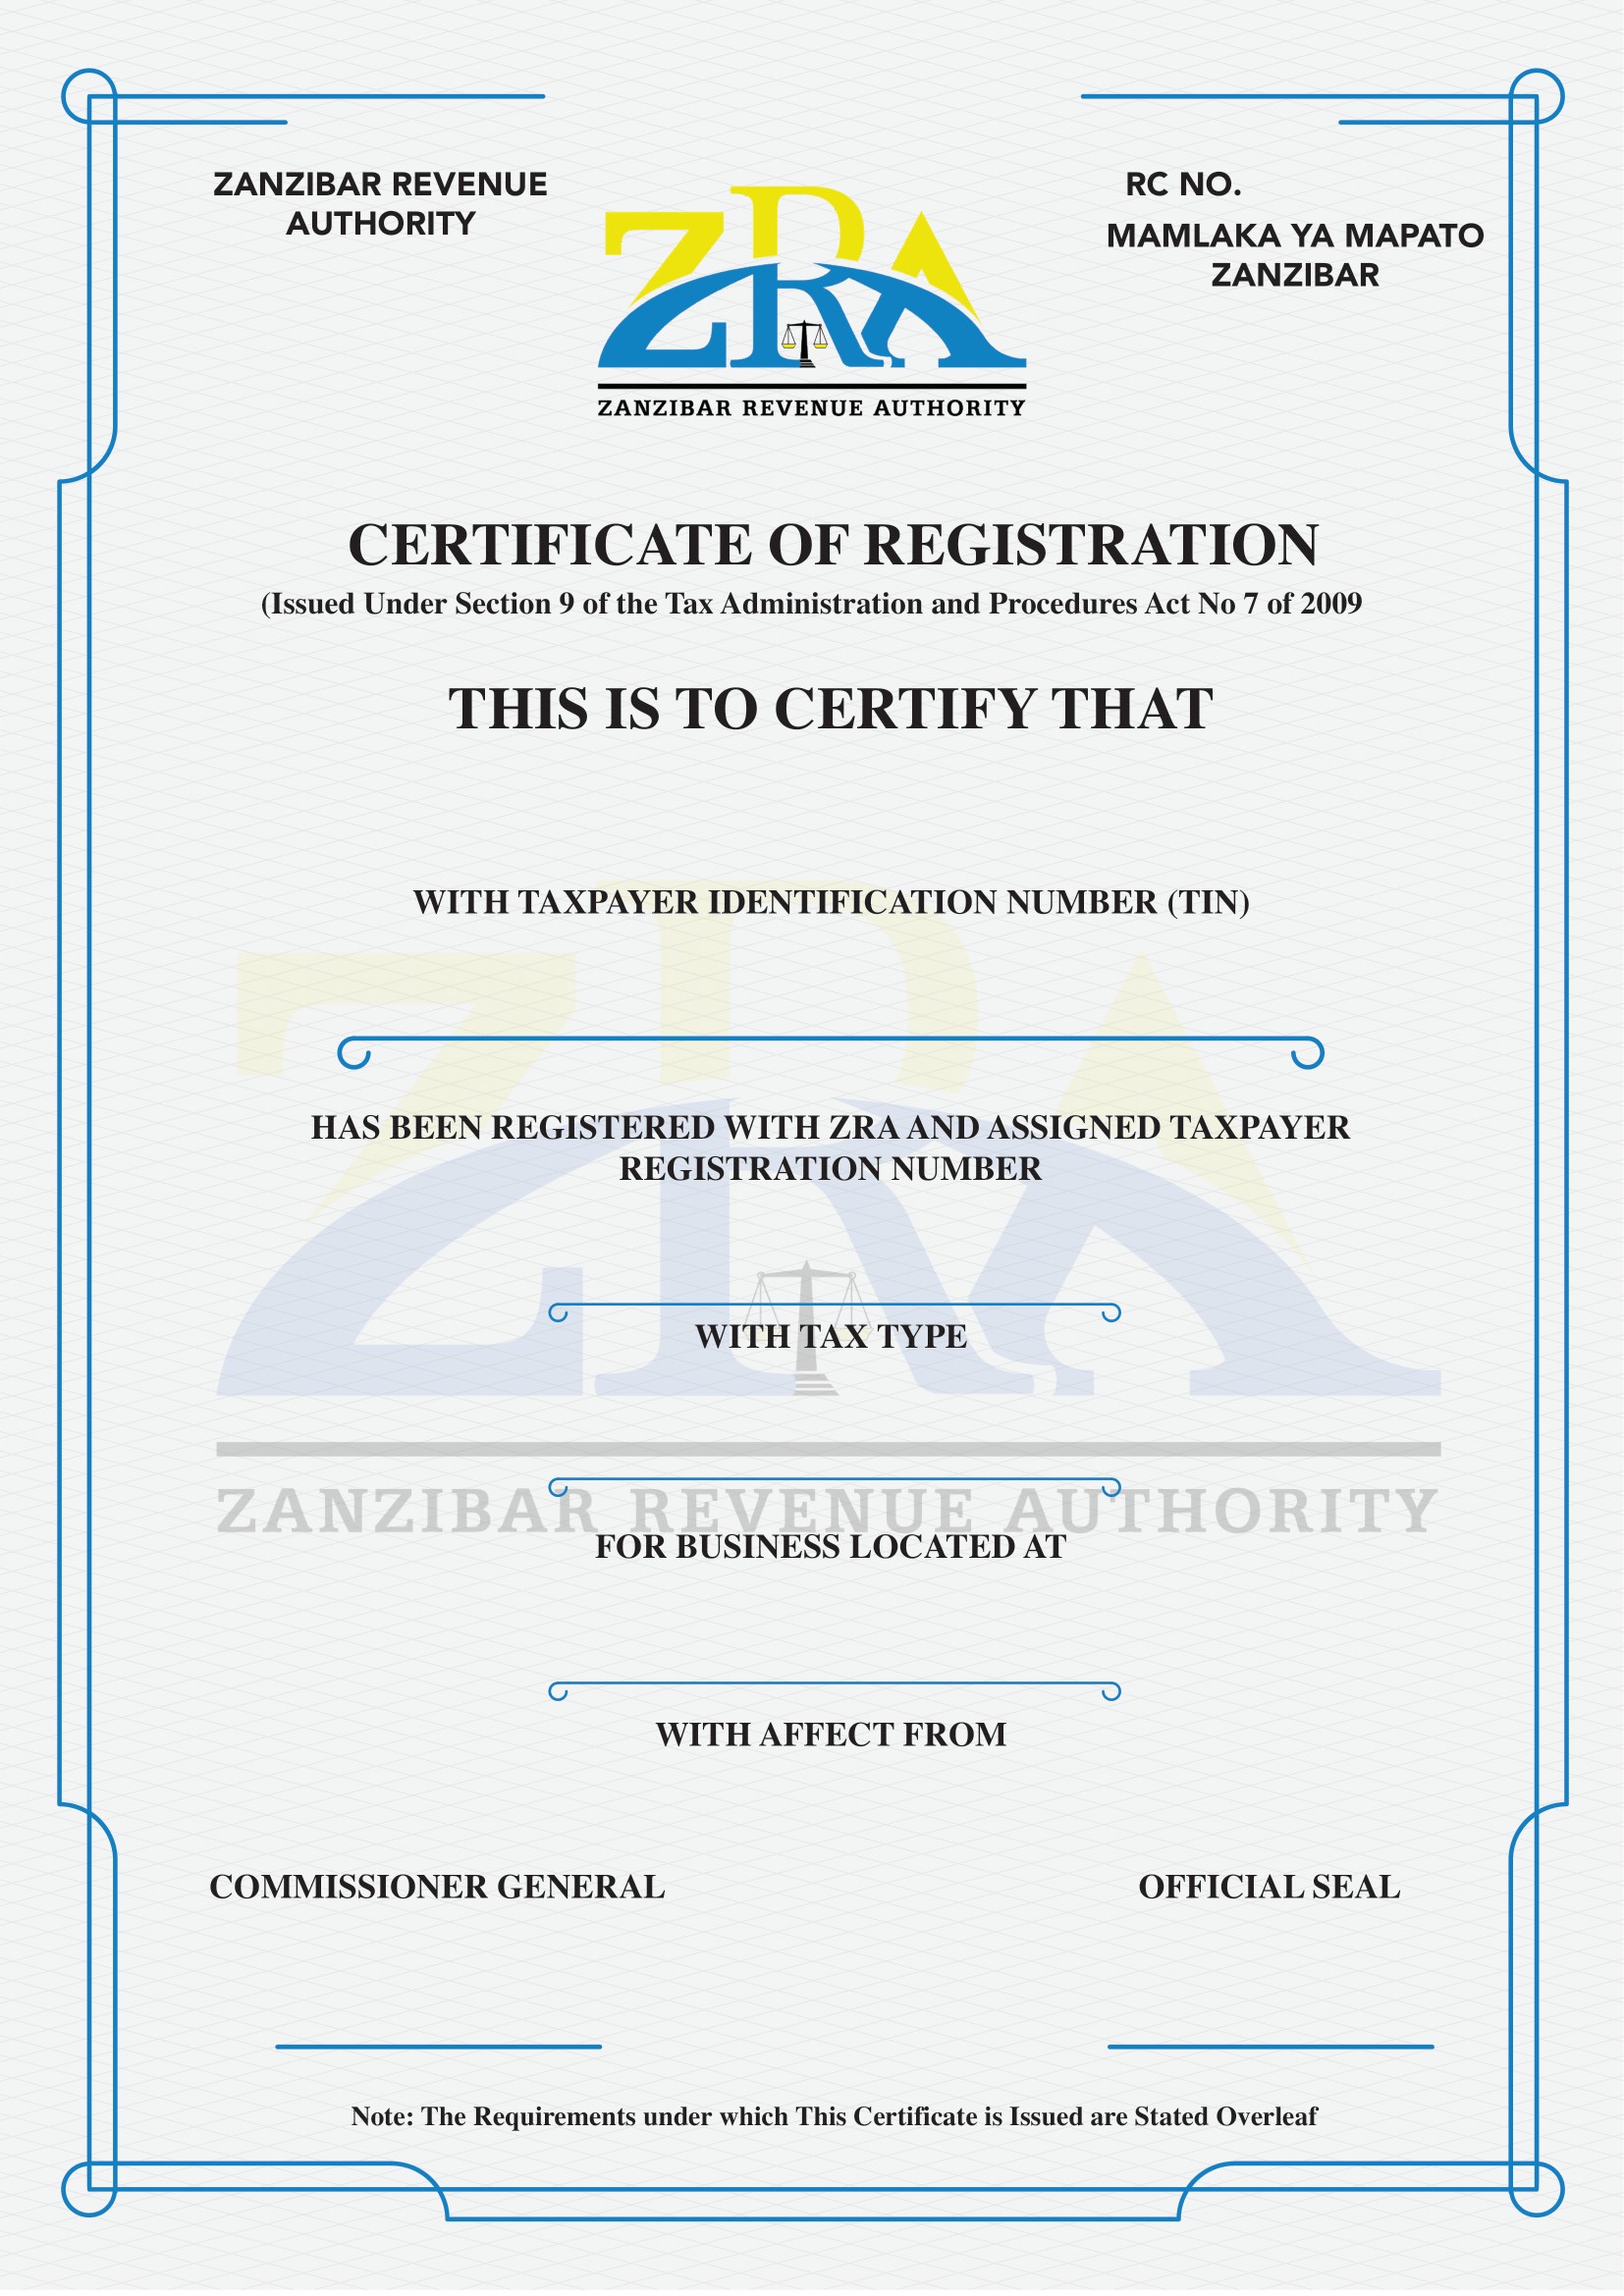 ZANZIBAR REVENUE
AUTHORITY
RC NO.
MAMLAKA YA MAPATO
ZANZIBAR
ZRA
ZANZIBAR REVENUE AUTHORITY
CERTIFICATE OF REGISTRATION
(Issued Under Section 9 of the Tax Administration and Procedures Act No 7 of 2009
THIS IS TO CERTIFY THAT
WITH TAXPAYER IDENTIFICATION NUMBER (TIN)
ZRA
HAS BEEN REGISTERED WITH ZRA AND ASSIGNED TAXPAYER
REGISTRATION NUMBER
WITH TAX TYPE
ZANZIBAR REVENUE AUTHORITY
FOR BUSINESS LOCATED AT
WITH AFFECT FROM
COMMISSIONER GENERAL
OFFICIAL SEAL
Note: The Requirements under which This Certificate is Issued are Stated Overleaf